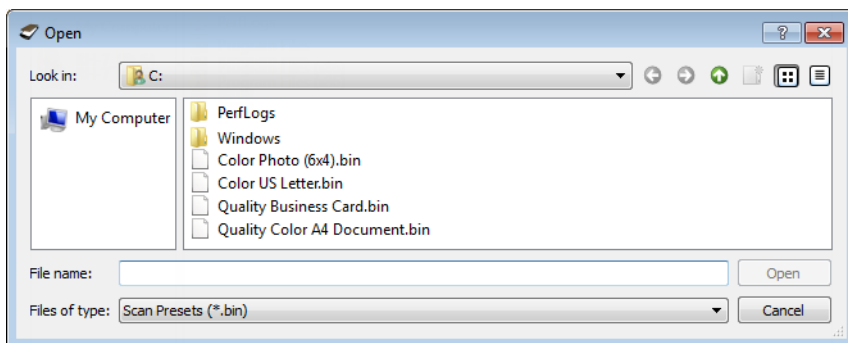 Open
Look in: C:
My Computer
PerfLogs
Windows
Color Photo (6x4).bin
Color US Letter.bin
Quality Business Card.bin
Quality Color A4 Document.bin
File name: Open
Files of type: Scan Presets (*.bin) Cancel